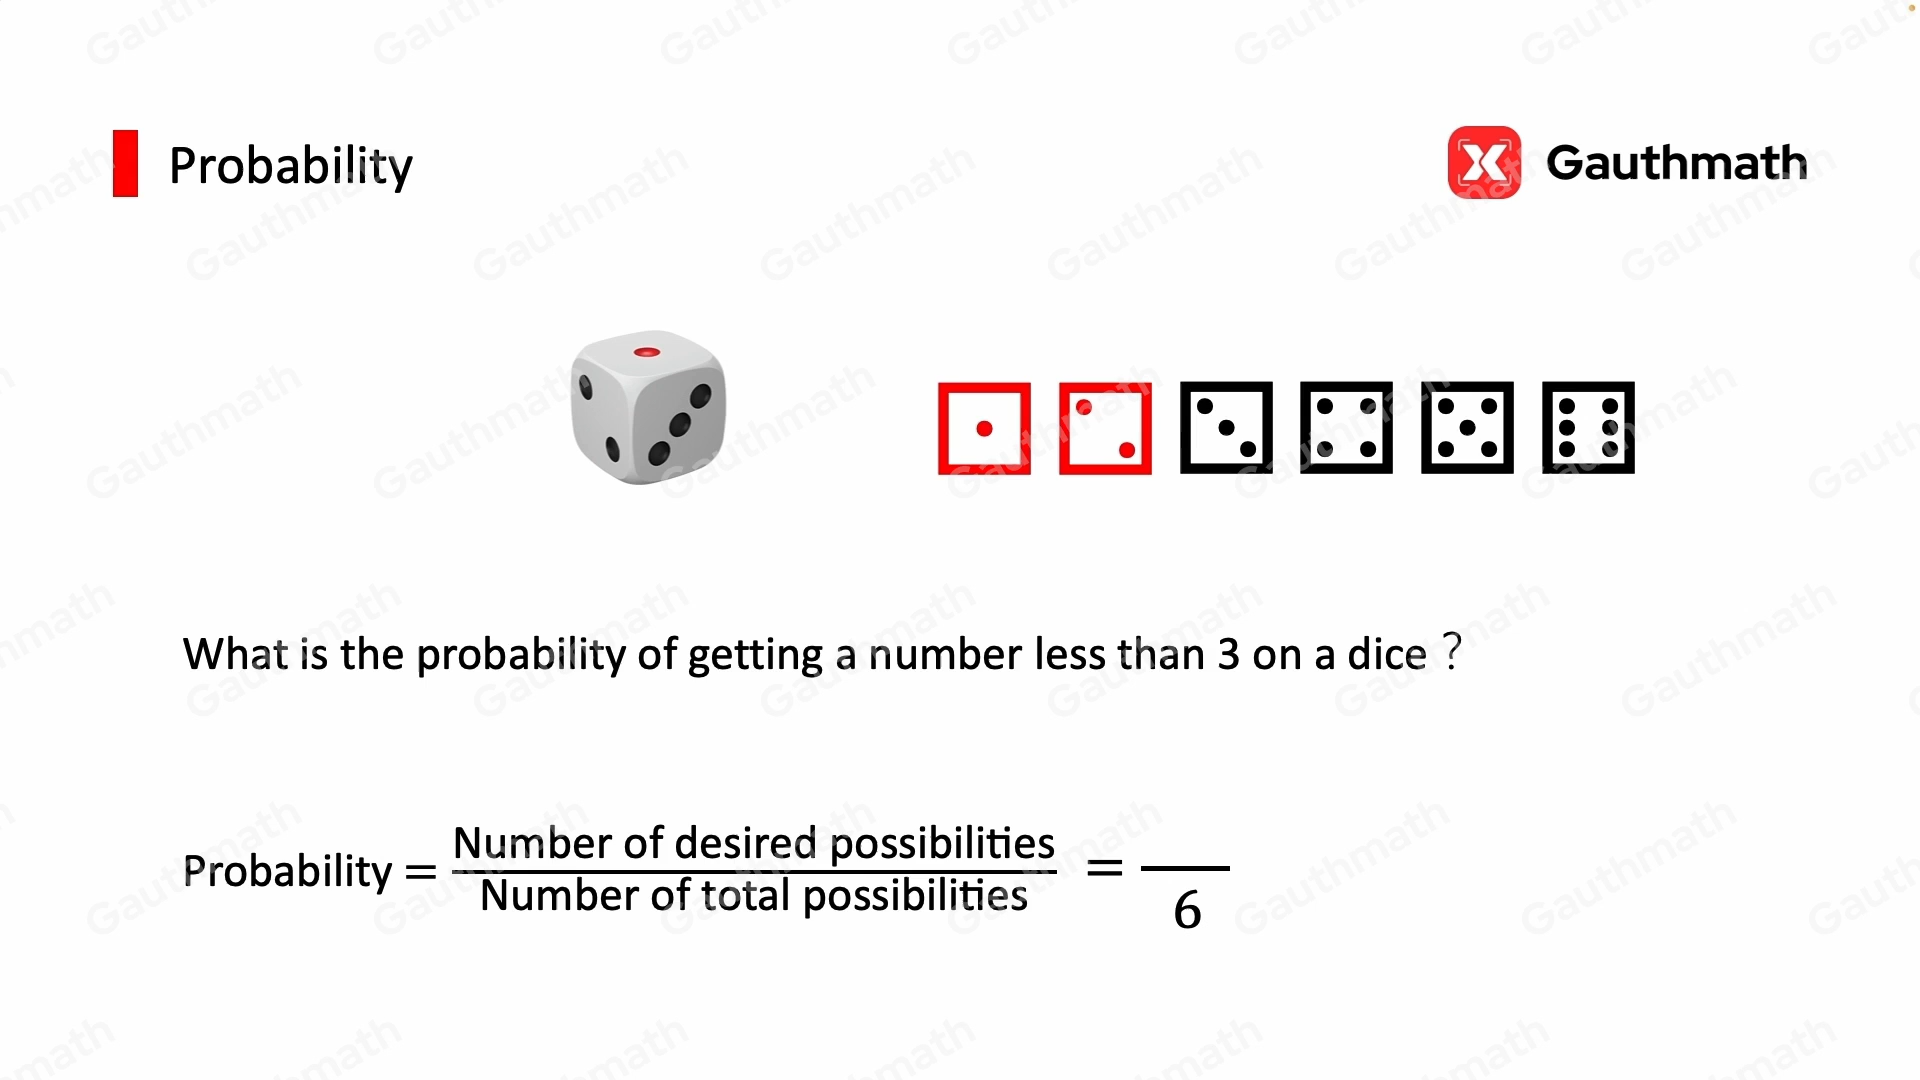 Probability
Gauthmath
What is the probability of getting a number less than 3 on a dice ?
Probability = Number of desired possibilities
Number of total possibilities
= 
6